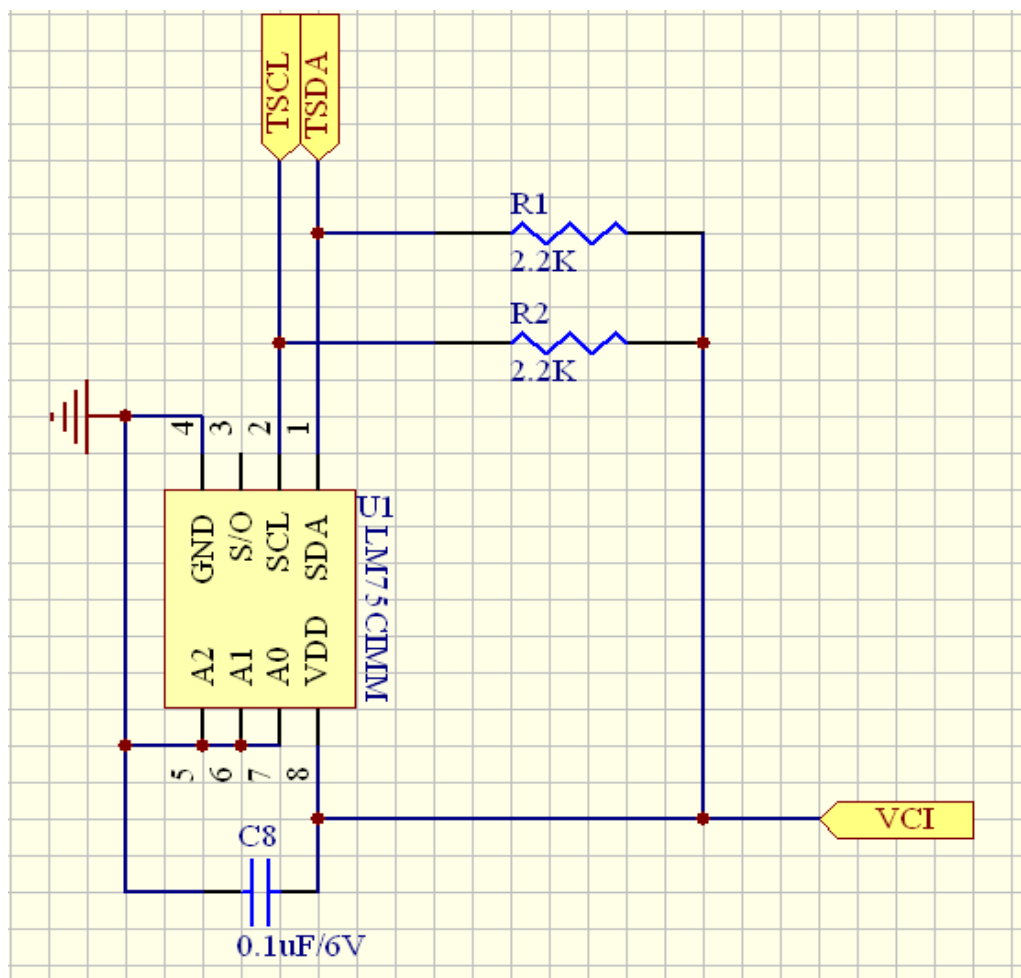 TSCL
TSDA
R1
2.2K
R2
2.2K
4
3
2
1
GND
S/O
SCL
SDA
U1
LM75CIMM
A2
A1
A0
VDD
5
6
7
8
VCI
C8
0.1uF/6V